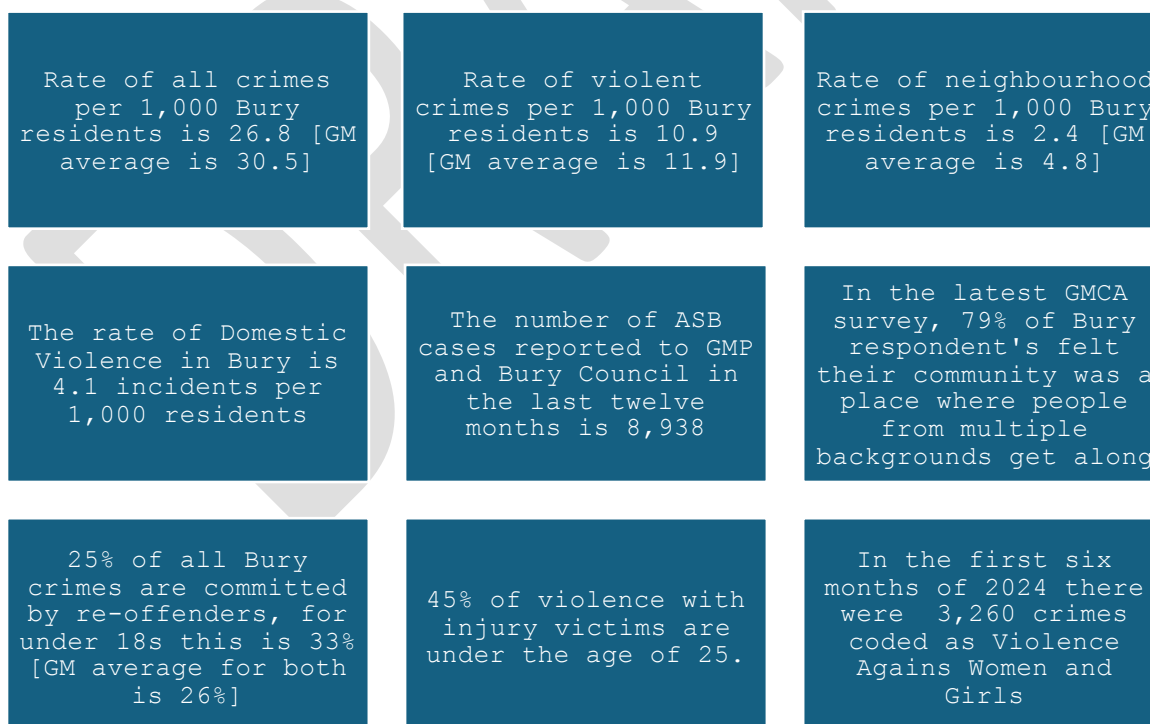 Rate of all crimes
per 1,000 Bury
residents is 26.8 [GM
average is 30.5]
Rate of violent
crimes per 1,000 Bury
residents is 10.9
[GM average is 11.9]
Rate of neighbourhood
crimes per 1,000 Bury
residents is 2.4 [GM
average is 4.8]
The rate of Domestic
Violence in Bury is
4.1 incidents per
1,000 residents
The number of ASB
cases reported to GMP
and Bury Council in
the last twelve
months is 8,938
In the latest GMCA
survey, 79% of Bury
respondent's felt
their community was a
place where people
from multiple
backgrounds get along
25% of all Bury
crimes are committed
by re-offenders, for
under 18s this is 33%
[GM average for both
is 26%]
45% of violence with
injury victims are
under the age of 25.
In the first six
months of 2024 there
were  3,260 crimes
coded as Violence
Agains Women and
Girls